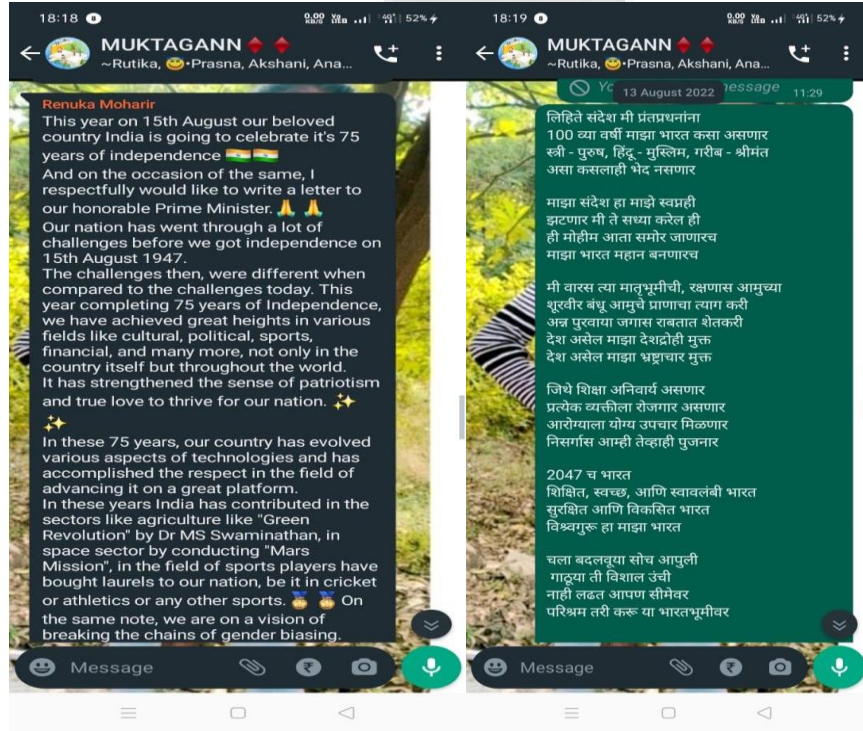 18:18
0.00 KB/S
52%
MUKTAGANN
~Rutika, 😎•Prasna, Akshani, Ana...
Renuka Moharir
This year on 15th August our beloved
country India is going to celebrate it's 75
years of independence 🇮🇳🇮🇳
And on the occasion of the same, I
respectfully would like to write a letter to
our honorable Prime Minister. 🙏 🙏
Our nation has went through a lot of
challenges before we got independence on
15th August 1947.
The challenges then, were different when
compared to the challenges today. This
year completing 75 years of Independence,
we have achieved great heights in various
fields like cultural, political, sports,
financial, and many more, not only in the
country itself but throughout the world.
It has strengthened the sense of patriotism
and true love to thrive for our nation. ✨
✨
In these 75 years, our country has evolved
various aspects of technologies and has
accomplished the respect in the field of
advancing it on a great platform.
In these years India has contributed in the
sectors like agriculture like "Green
Revolution" by Dr MS Swaminathan, in
space sector by conducting "Mars
Mission", in the field of sports players have
bought laurels to our nation, be it in cricket
or athletics or any other sports. 🏅 🏅 On
the same note, we are on a vision of
breaking the chains of gender biasing.
Message
18:19
0.00 KB/S
52%
MUKTAGANN
~Rutika, 😎•Prasna, Akshani, Ana...
message 11:29
13 August 2022
लिहिते संदेश मी प्रंतप्रधनांना
100 व्या वर्षी माझा भारत कसा असणार
स्त्री - पुरुष, हिंदू - मुस्लिम, गरीब - श्रीमंत
असा कसलाही भेद नसणार
माझा संदेश हा माझे स्वप्नही
झटणार मी ते सध्या करेल ही
ही मोहीम आता समोर जाणारच
माझा भारत महान बनणारच
मी वारस त्या मातृभूमीची, रक्षणास आमुच्या
शूरवीर बंधू आमुचे प्राणाचा त्याग करी
अन्न पुरवाया जगास राबतात शेतकरी
देश असेल माझा देशद्रोही मुक्त
देश असेल माझा भ्रष्टाचार मुक्त
जिथे शिक्षा अनिवार्य असणार
प्रत्येक व्यक्तीला रोजगार असणार
आरोग्याला योग्य उपचार मिळणार
निसर्गास आम्ही तेव्हाही पुजनार
2047 च भारत
शिक्षित, स्वच्छ, आणि स्वावलंबी भारत
सुरक्षित आणि विकसित भारत
विश्र्वगुरू हा माझा भारत
चला बदलवूया सोच आपुली
गाठूया ती विशाल उंची
नाही लढत आपण सीमेवर
परिश्रम तरी करू या भारतभूमीवर
Message